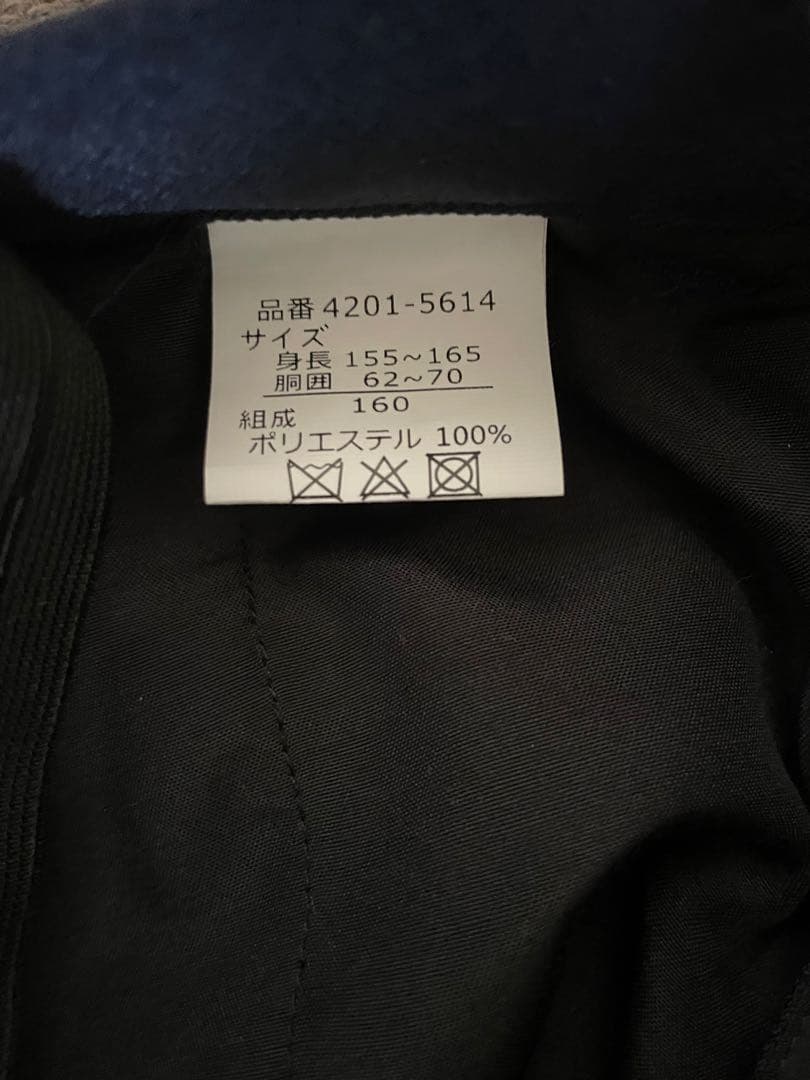 品番 4201-5614
サイズ
身長 155~165
胴囲 62~70
160
組成
ポリエステル 100%